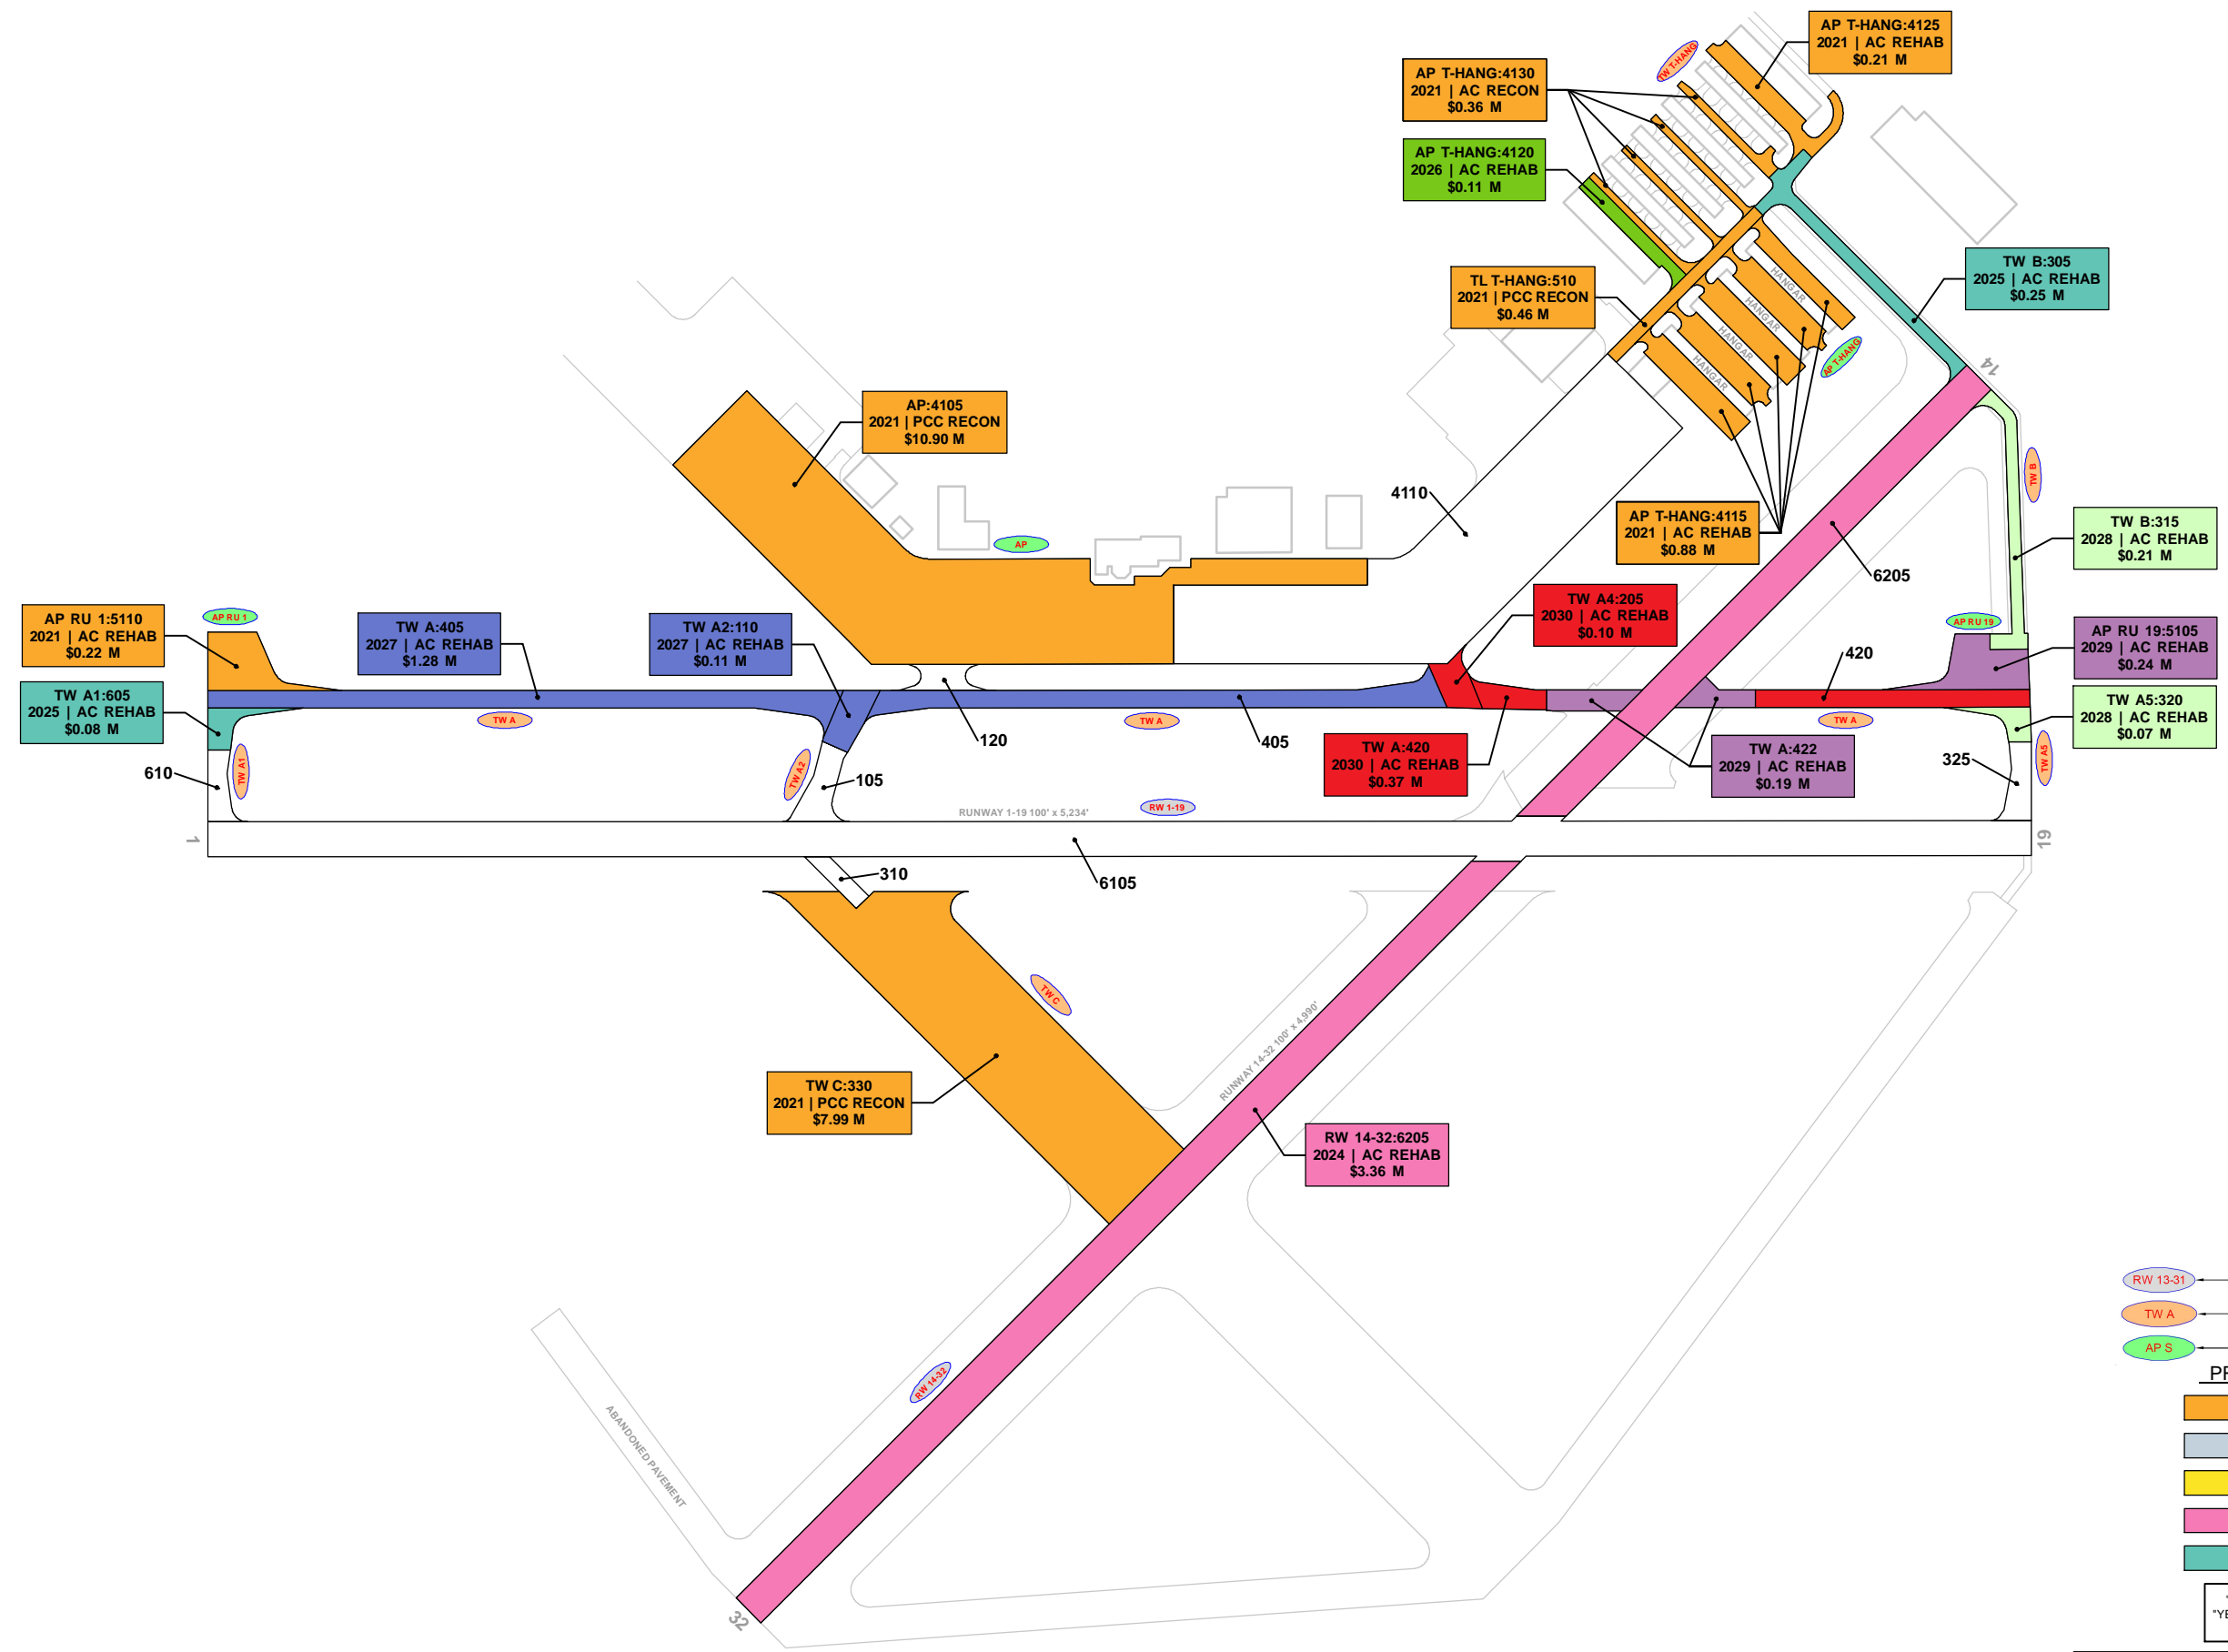 AP T-HANG:4125
2021 | AC REHAB
$0.21 M
TW T-HANG
AP T-HANG:4130
2021 | AC RECON
$0.36 M
AP T-HANG:4120
2026 | AC REHAB
$0.11 M
TL T-HANG:510
2021 | PCC RECON
$0.46 M
HANGAR
HANGAR
HANGAR
HANGAR
AP T-HANG
TW B:305
2025 | AC REHAB
$0.25 M
14
AP:4105
2021 | PCC RECON
$10.90 M
4110
AP T-HANG:4115
2021 | AC REHAB
$0.88 M
TW B
AP
6205
TW B:315
2028 | AC REHAB
$0.21 M
AP RU 1:5110
2021 | AC REHAB
$0.22 M
AP RU 1
TW A:405
2027 | AC REHAB
$1.28 M
TW A2:110
2027 | AC REHAB
$0.11 M
TW A4:205
2030 | AC REHAB
$0.10 M
420
AP RU 19
AP RU 19:5105
2029 | AC REHAB
$0.24 M
TW A1:605
2025 | AC REHAB
$0.08 M
TW A
TW A
TW A
TW A5:320
2028 | AC REHAB
$0.07 M
610
TW A1
TW A2
105
120
405
TW A:420
2030 | AC REHAB
$0.37 M
TW A:422
2029 | AC REHAB
$0.19 M
325
TW A5
RUNWAY 1-19 100' x 5,234'
RW 1-19
1
19
310
6105
TW C
TW C:330
2021 | PCC RECON
$7.99 M
RUNWAY 14-32 100' x 4,990'
RW 14-32:6205
2024 | AC REHAB
$3.36 M
RW 14-32
ABANDONED PAVEMENT
32
RW 13-31
TW A
AP S